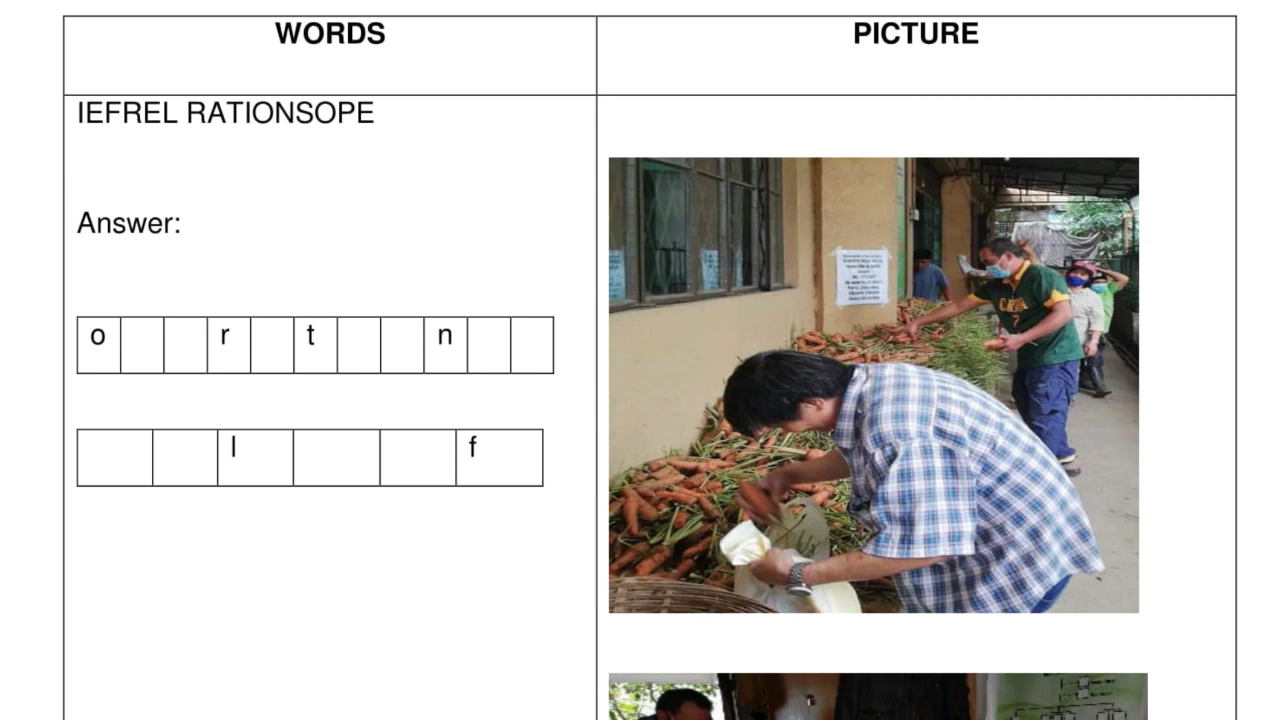 WORDS
PICTURE
IEFREL RATIONSOPE
Answer:
o r t n
l f